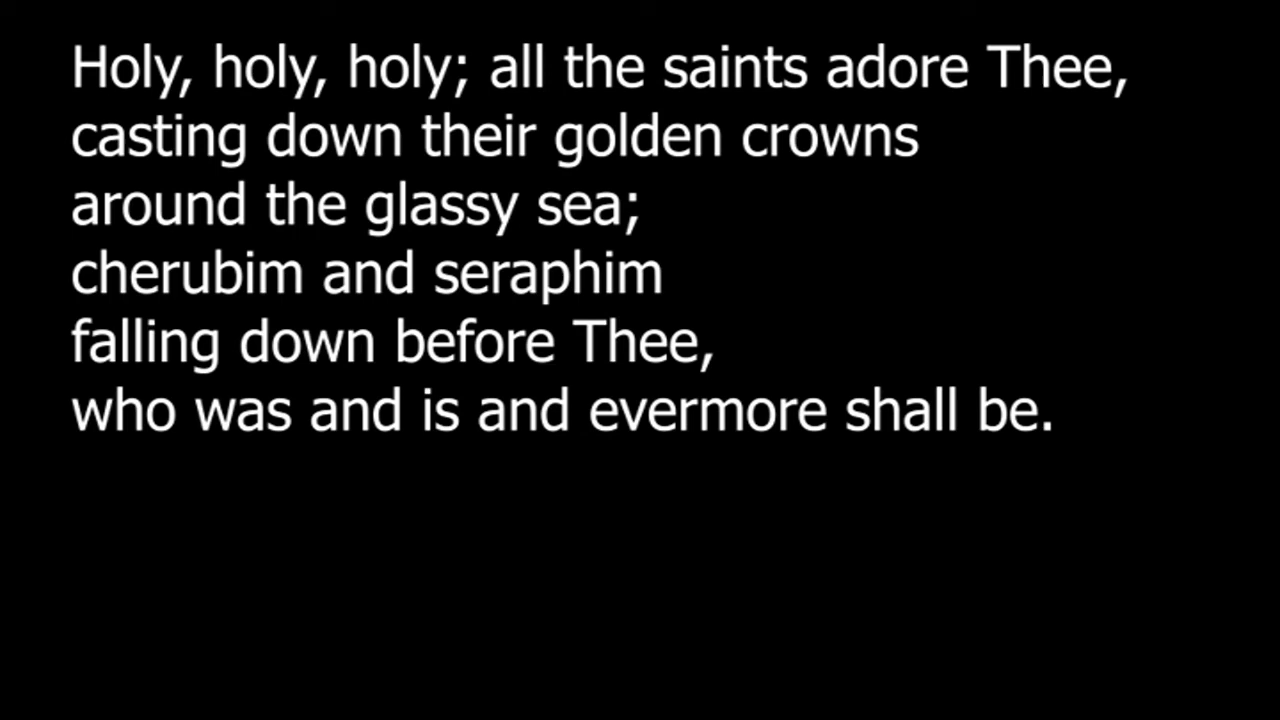 Holy, holy, holy; all the saints adore Thee,
casting down their golden crowns
around the glassy sea;
cherubim and seraphim
falling down before Thee,
who was and is and evermore shall be.